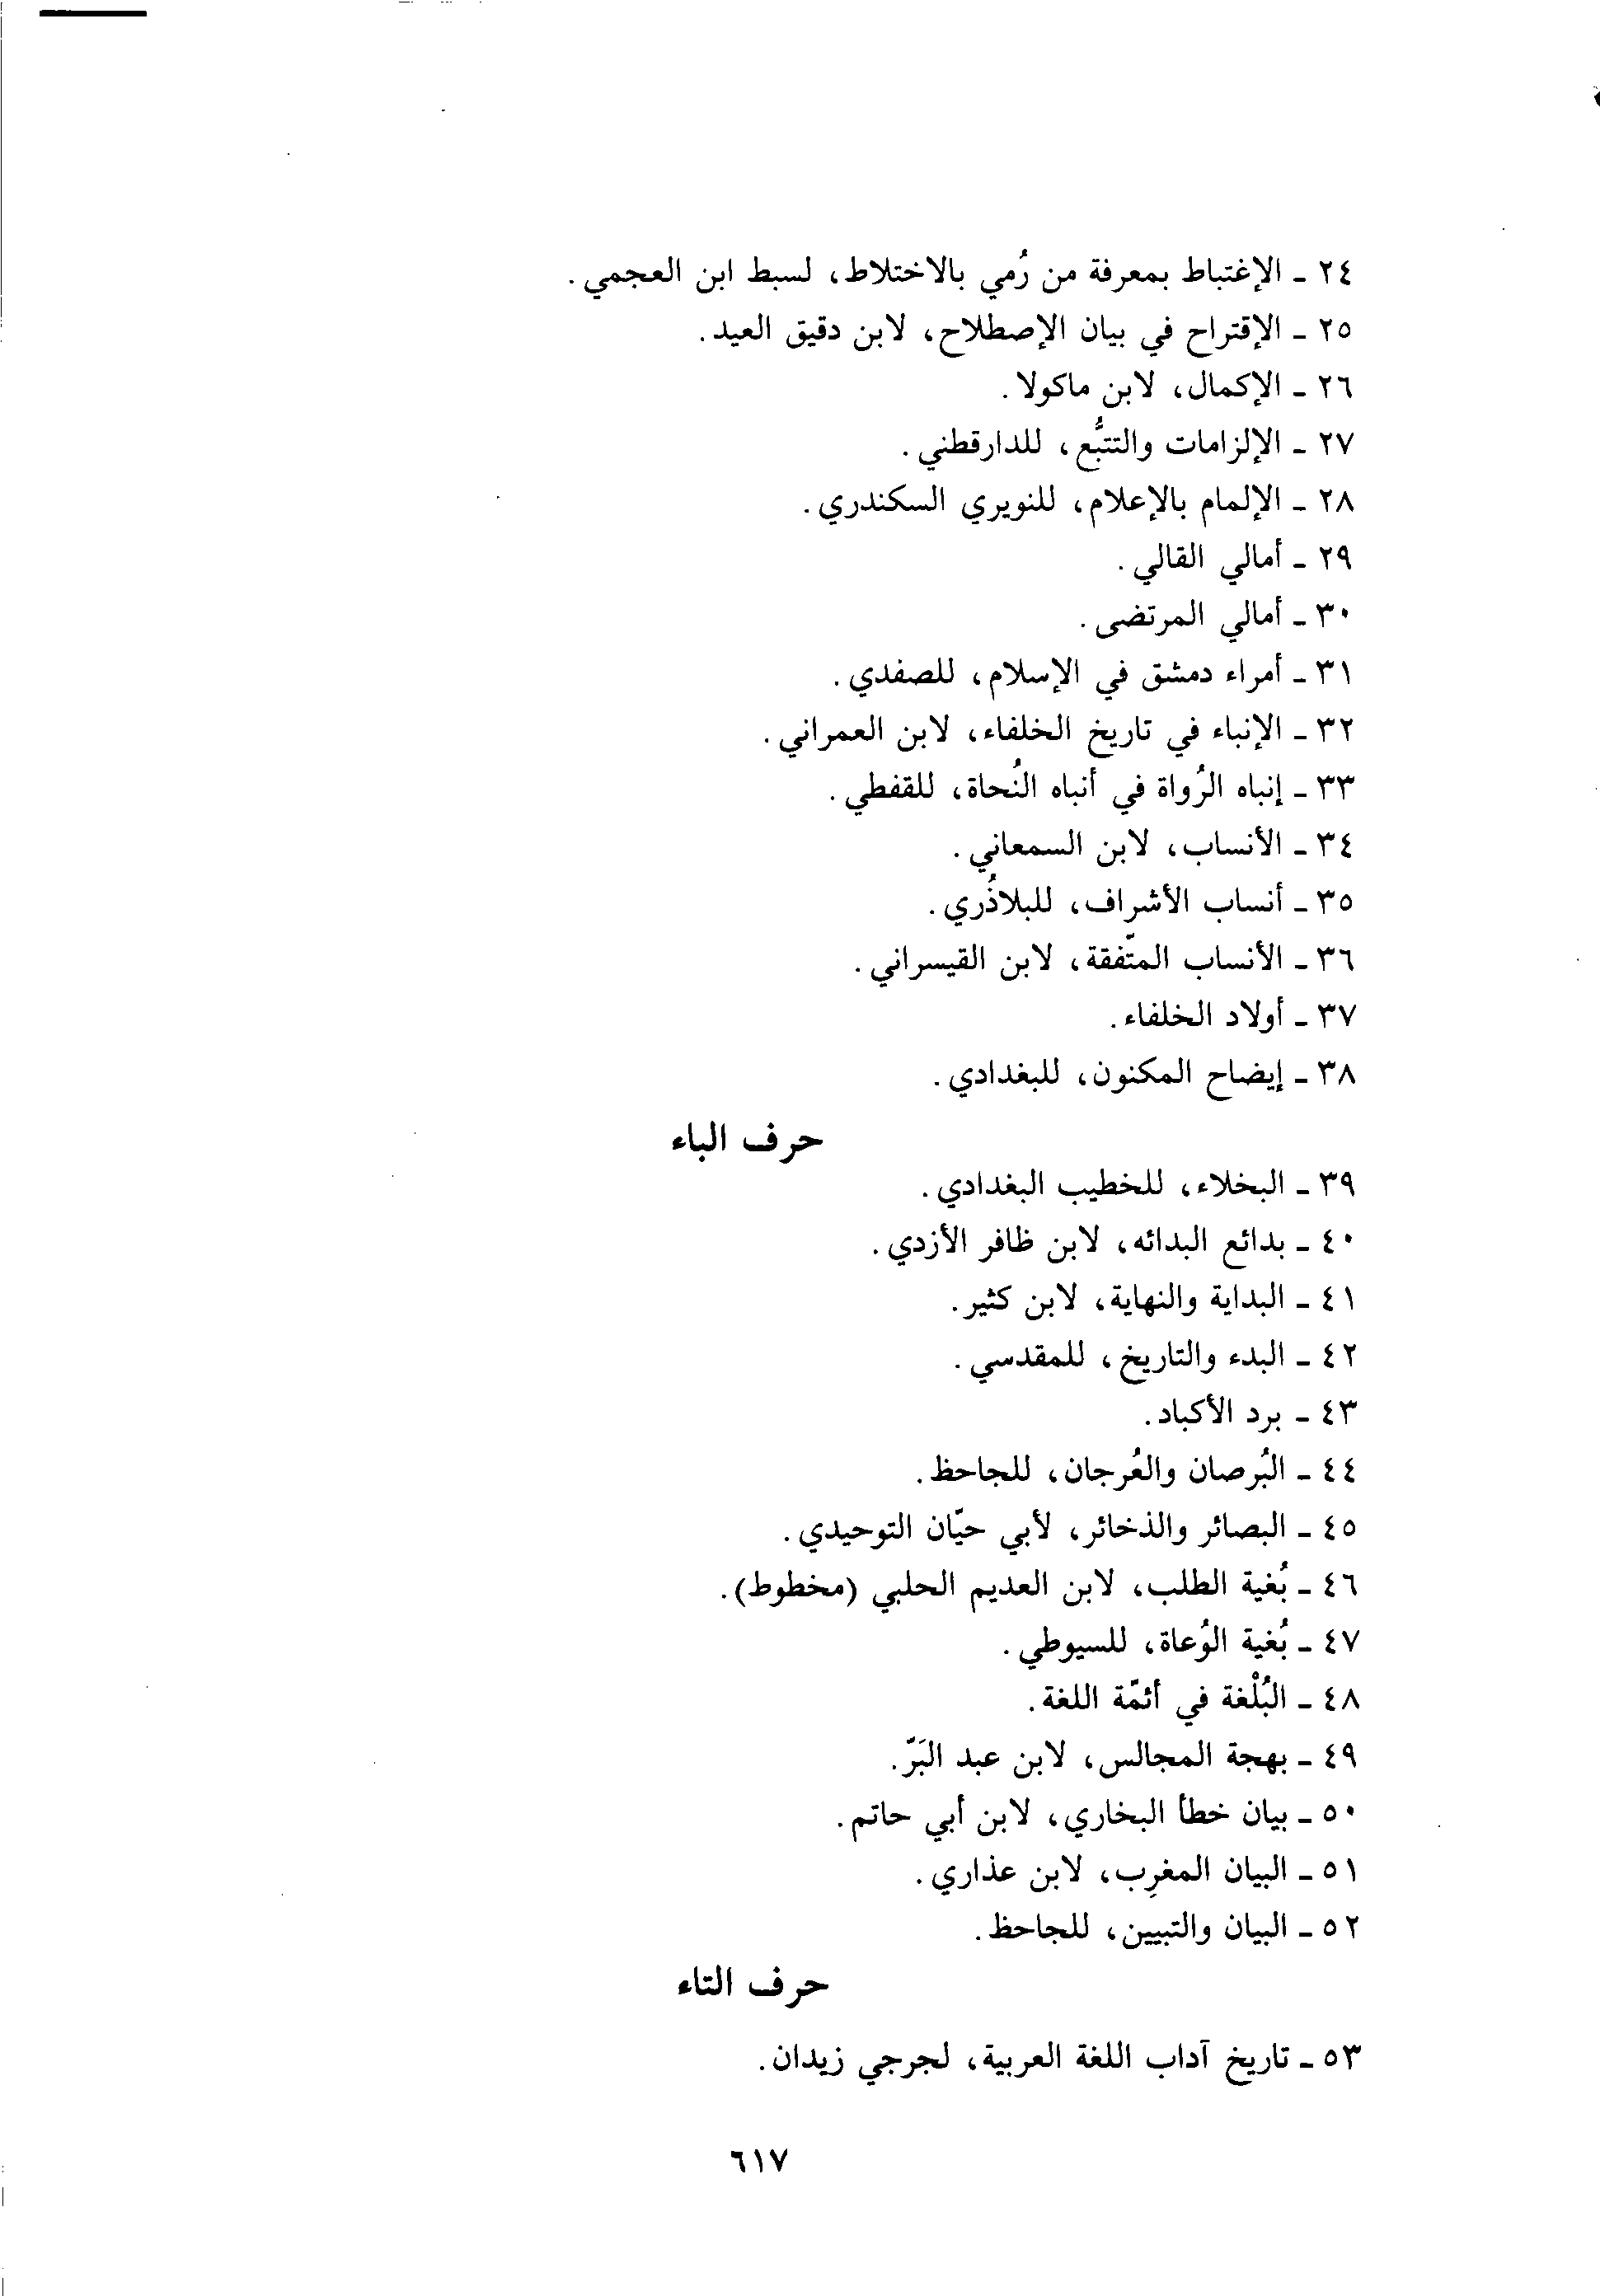 ٢٤ - الإغتباط بمعرفة من رُمي بالاختلاط، لسبط ابن العجمي.
٢٥ - الإقتراح في بيان الإصطلاح، لابن دقيق العيد.
٢٦ - الإكمال، لابن ماكولا.
٢٧ - الإلزامات والتتبُّع، للدارقطني.
٢٨ - الإلمام بالإعلام، للنويري السكندري.
٢٩ - أمالي القالي.
٣٠ - أمالي المرتضى.
٣١ - أمراء دمشق في الإسلام، للصفدي.
٣٢ - الإنباء في تاريخ الخلفاء، لابن العمراني.
٣٣ - إنباه الرُواة في أنباه النُحاة، للقفطي.
٣٤ - الأنساب، لابن السمعاني.
٣٥ - أنساب الأشراف، للبلاذُري.
٣٦ - الأنساب المتّفقة، لابن القيسراني.
٣٧ - أولاد الخلفاء.
٣٨ - إيضاح المكنون، للبغدادي.
حرف الباء
٣٩ - البخلاء، للخطيب البغدادي.
٤٠ - بدائع البدائه، لابن ظافر الأزدي.
٤١ - البداية والنهاية، لابن كثير.
٤٢ - البدء والتاريخ، للمقدسي.
٤٣ - برد الأكباد.
٤٤ - البُرصان والعُرجان، للجاحظ.
٤٥ - البصائر والذخائر، لأبي حيّان التوحيدي.
٤٦ - بُغية الطلب، لابن العديم الحلبي (مخطوط).
٤٧ - بُغية الوُعاة، للسيوطي.
٤٨ - البُلْغة في أئمّة اللغة.
٤٩ - بهجة المجالس، لابن عبد البَرّ.
٥٠ - بيان خطأ البخاري، لابن أبي حاتم.
٥١ - البيان المغرِب، لابن عذاري.
٥٢ - البيان والتبيين، للجاحظ.
حرف التاء
٥٣ - تاريخ آداب اللغة العربية، لجرجي زيدان.
٦١٧